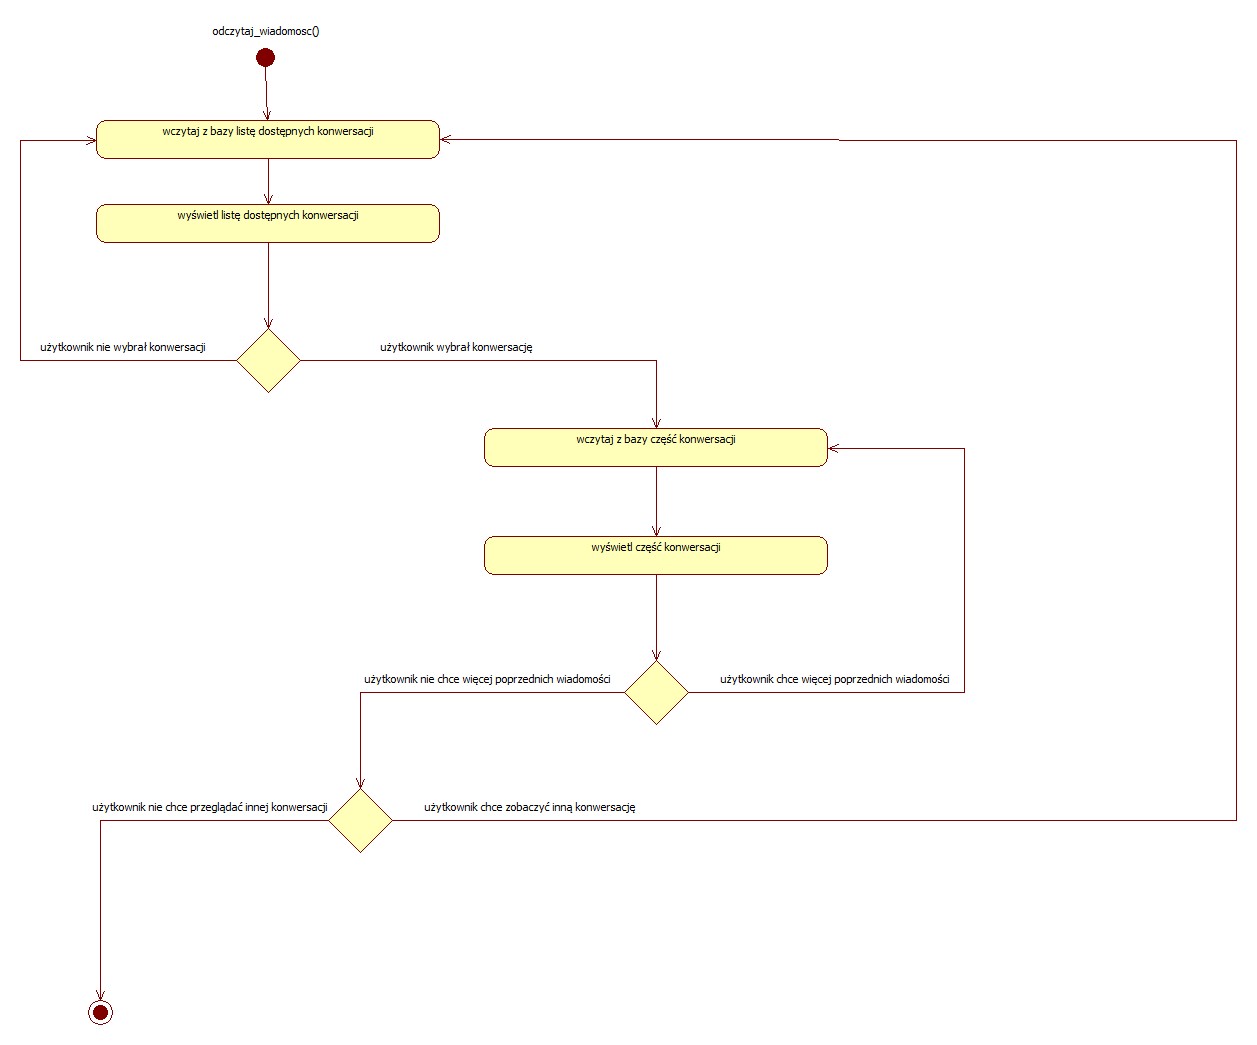 odczytaj_wiadomosc()
wczytaj z bazy listę dostępnych konwersacji
wyświetl listę dostępnych konwersacji
użytkownik nie wybrał konwersacji
użytkownik wybrał konwersację
wczytaj z bazy część konwersacji
wyświetl część konwersacji
użytkownik nie chce więcej poprzednich wiadomości
użytkownik chce więcej poprzednich wiadomości
użytkownik nie chce przeglądać innej konwersacji
użytkownik chce zobaczyć inną konwersację